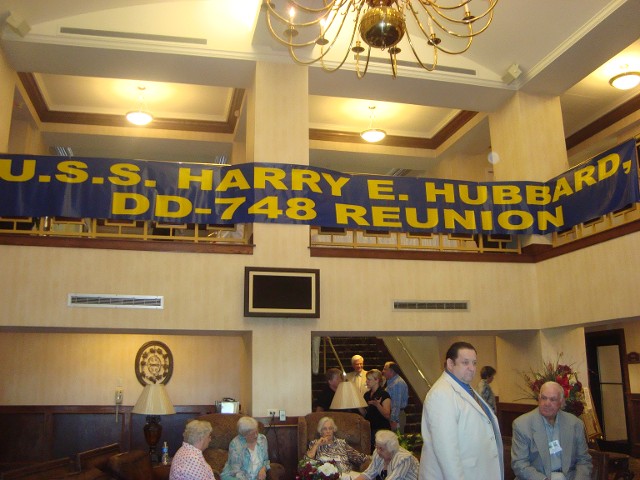 U.S.S. HARRY E. HUBBARD,
DD-748 REUNION